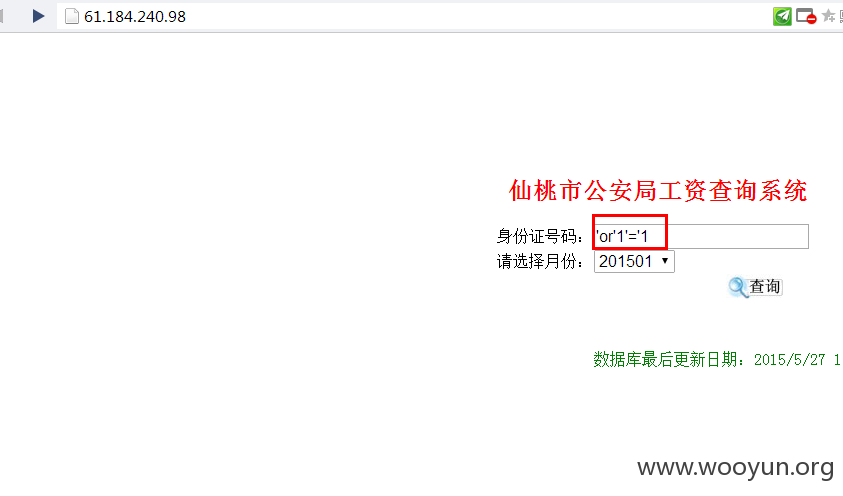 61.184.240.98
仙桃市公安局工资查询系统
身份证号码：'or'1'='1
请选择月份：201501
查询
数据库最后更新日期：2015/5/27 1
www.wooyun.org